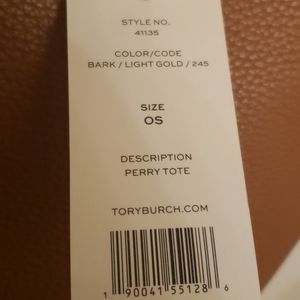 STYLE NO.
41135
COLOR/CODE
BARK / LIGHT GOLD / 245
SIZE
OS
DESCRIPTION
PERRY TOTE
TORYBURCH.COM
1 90041 55128 6